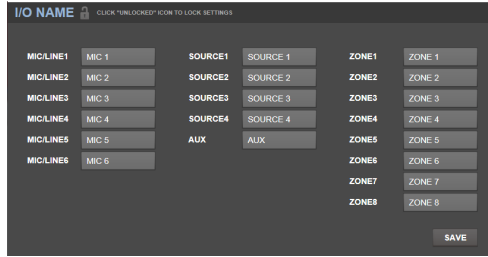 I/O NAME CLICK "UNLOCKED" ICON TO LOCK SETTINGS
MIC/LINE1 MIC 1 SOURCE1 SOURCE 1 ZONE1 ZONE 1
MIC/LINE2 MIC 2 SOURCE2 SOURCE 2 ZONE2 ZONE 2
MIC/LINE3 MIC 3 SOURCE3 SOURCE 3 ZONE3 ZONE 3
MIC/LINE4 MIC 4 SOURCE4 SOURCE 4 ZONE4 ZONE 4
MIC/LINE5 MIC 5 AUX AUX ZONE5 ZONE 5
MIC/LINE6 MIC 6 ZONE6 ZONE 6
ZONE7 ZONE 7
ZONE8 ZONE 8
SAVE